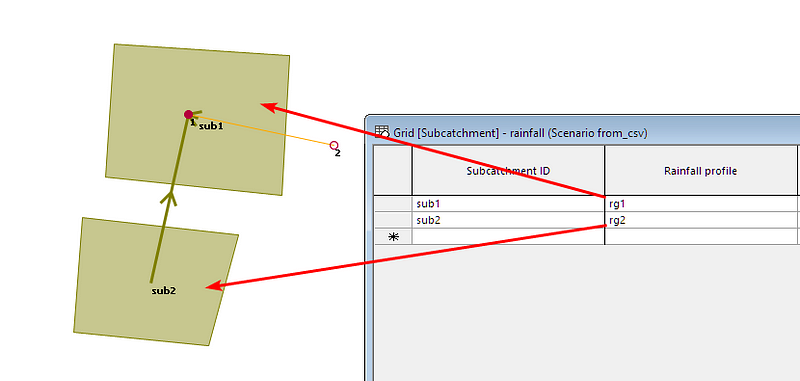 1
sub1
2
sub2
Grid [Subcatchment] - rainfall (Scenario from_csv)
Subcatchment ID Rainfall profile
sub1 rg1
sub2 rg2